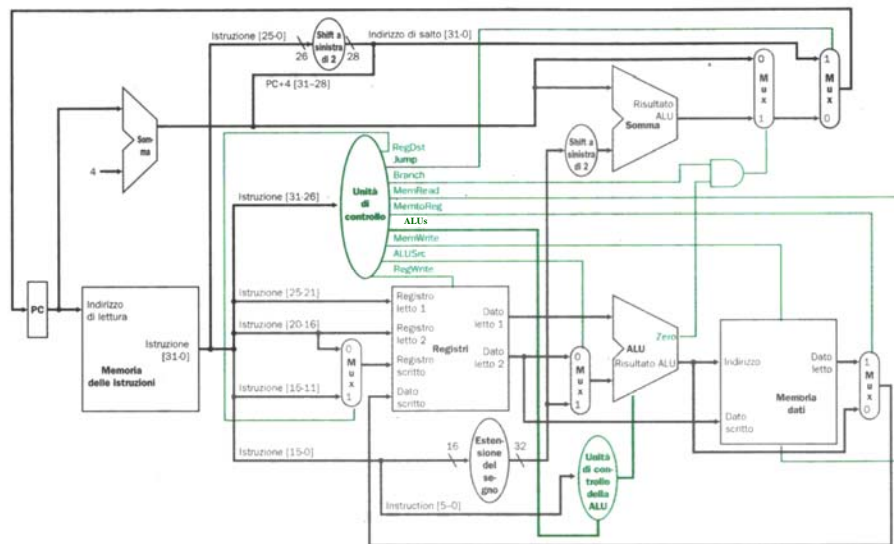 Istruzione [25-0]
26
Shift a
sinistra
di 2
28
Indirizzo di salto [31-0]
PC+4 [31–28]
4
Som-
ma
Risultato
ALU
Somma
Shift a
sinistra
di 2
0
M
u
x
1
1
M
u
x
0
RegDst
Jump
Branch
MemRead
MemtoReg
ALUs
MemWrite
ALUSrc
RegWrite
Unità
di
controllo
Istruzione [31-26]
PC
Indirizzo
di lettura
Istruzione
[31-0]
Memoria
delle istruzioni
Istruzione [25-21]
Istruzione [20-16]
Istruzione [15-11]
0
M
u
x
1
Registro
letto 1
Registro
letto 2
Registro
scritto
Dato
scritto
Registri
Dato
letto 1
Dato
letto 2
0
M
u
x
1
ALU
Zero
Risultato ALU
Indirizzo
Dato
letto
Dato
scritto
Memoria
dati
1
M
u
x
0
Istruzione [15-0]
16
Estensione
del
se-
gno
32
Unità
di con-
trollo
della
ALU
Instruction [5–0]